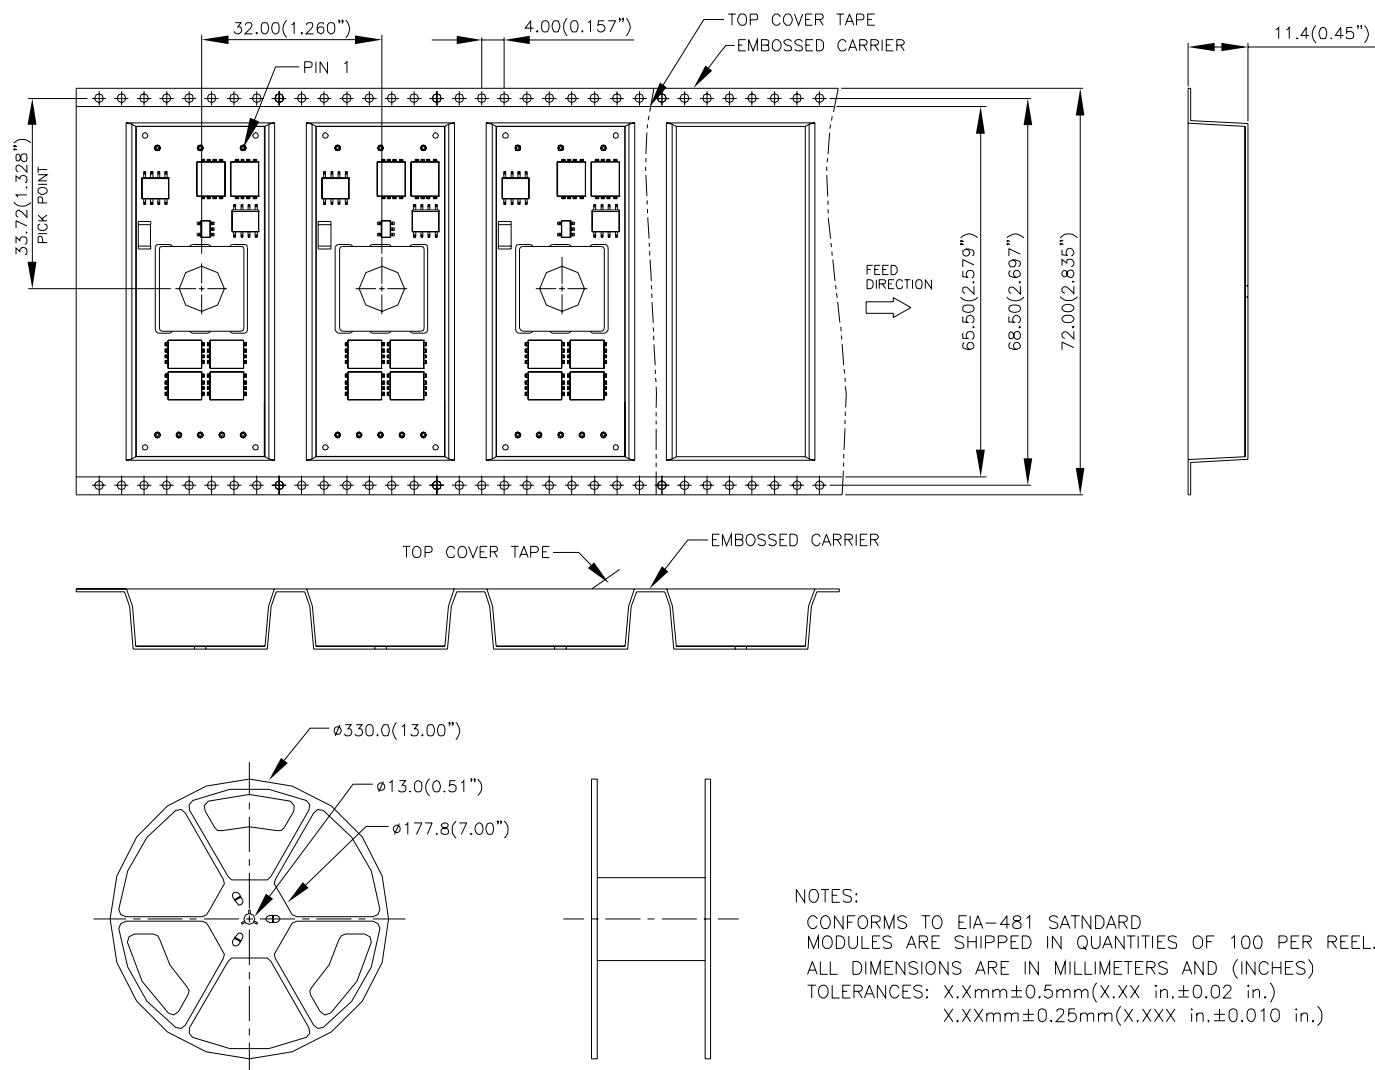 32.00(1.260")
4.00(0.157")
TOP COVER TAPE
EMBOSSED CARRIER
11.4(0.45")
PIN 1
33.72(1.328")
PICK POINT
FEED
DIRECTION
65.50(2.579")
68.50(2.697")
72.00(2.835")
TOP COVER TAPE
EMBOSSED CARRIER
ø330.0(13.00")
ø13.0(0.51")
ø177.8(7.00")
NOTES:
CONFORMS TO EIA-481 SATNDARD
MODULES ARE SHIPPED IN QUANTITIES OF 100 PER REEL.
ALL DIMENSIONS ARE IN MILLIMETERS AND (INCHES)
TOLERANCES: X.Xmm±0.5mm(X.XX in.±0.02 in.)
X.XXmm±0.25mm(X.XXX in.±0.010 in.)